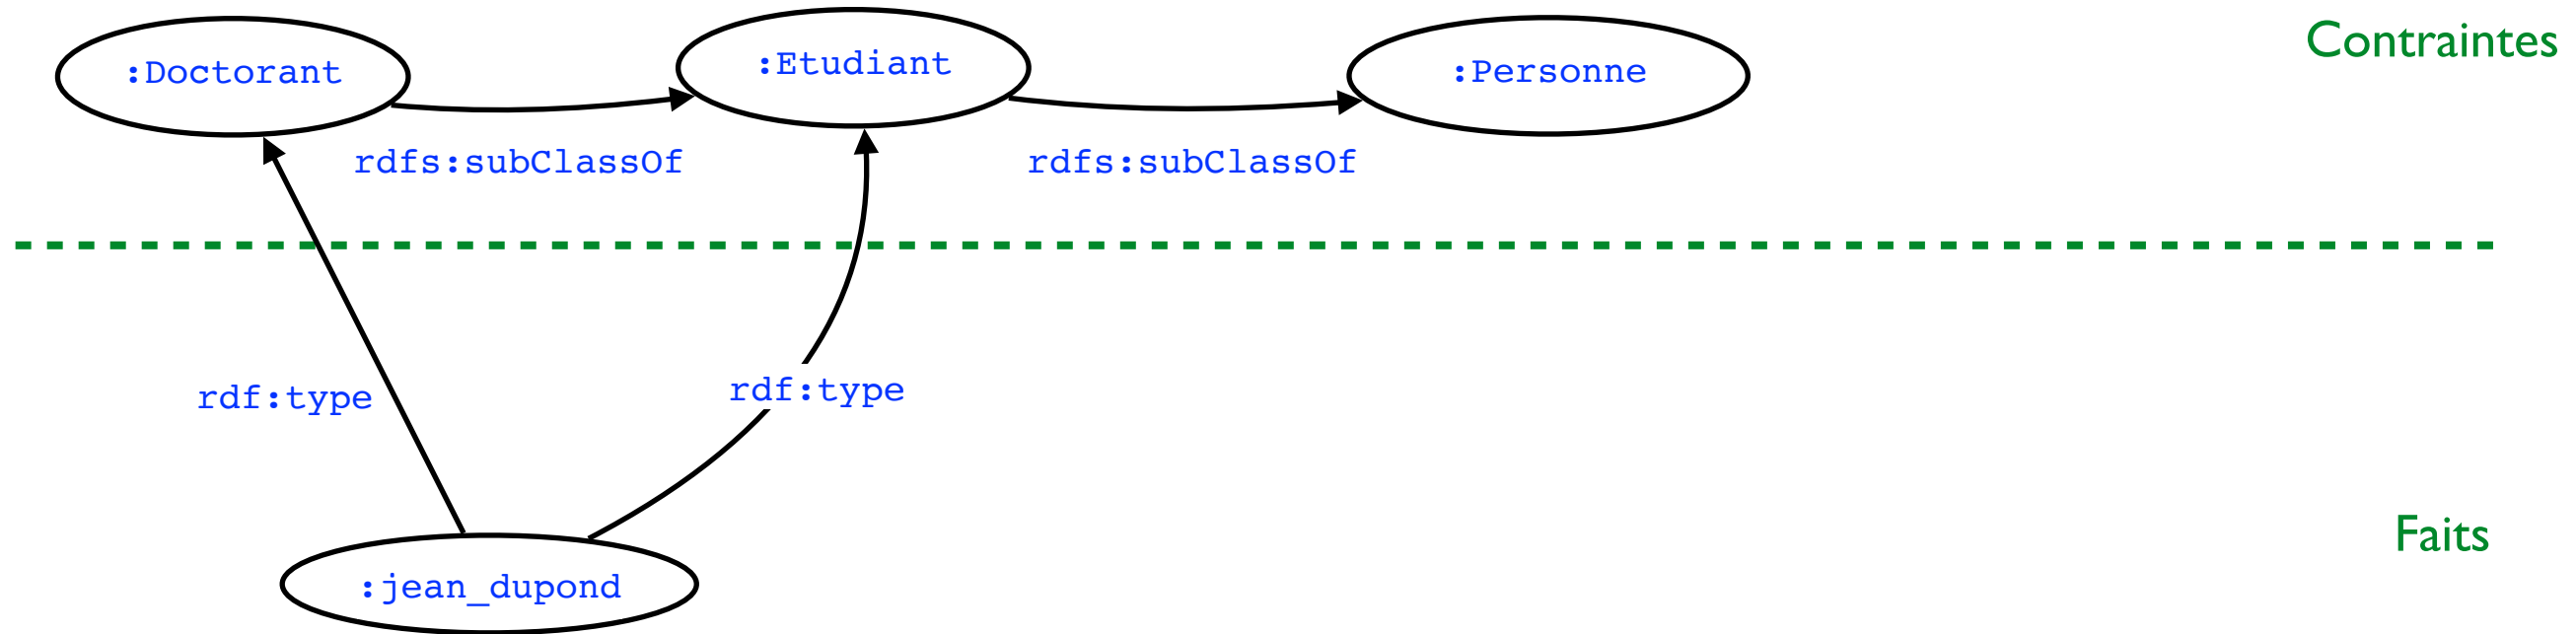 :Doctorant
:Etudiant
:Personne
Contraintes
rdfs:subClassOf
rdfs:subClassOf
rdf:type
rdf:type
Faits
:jean_dupond